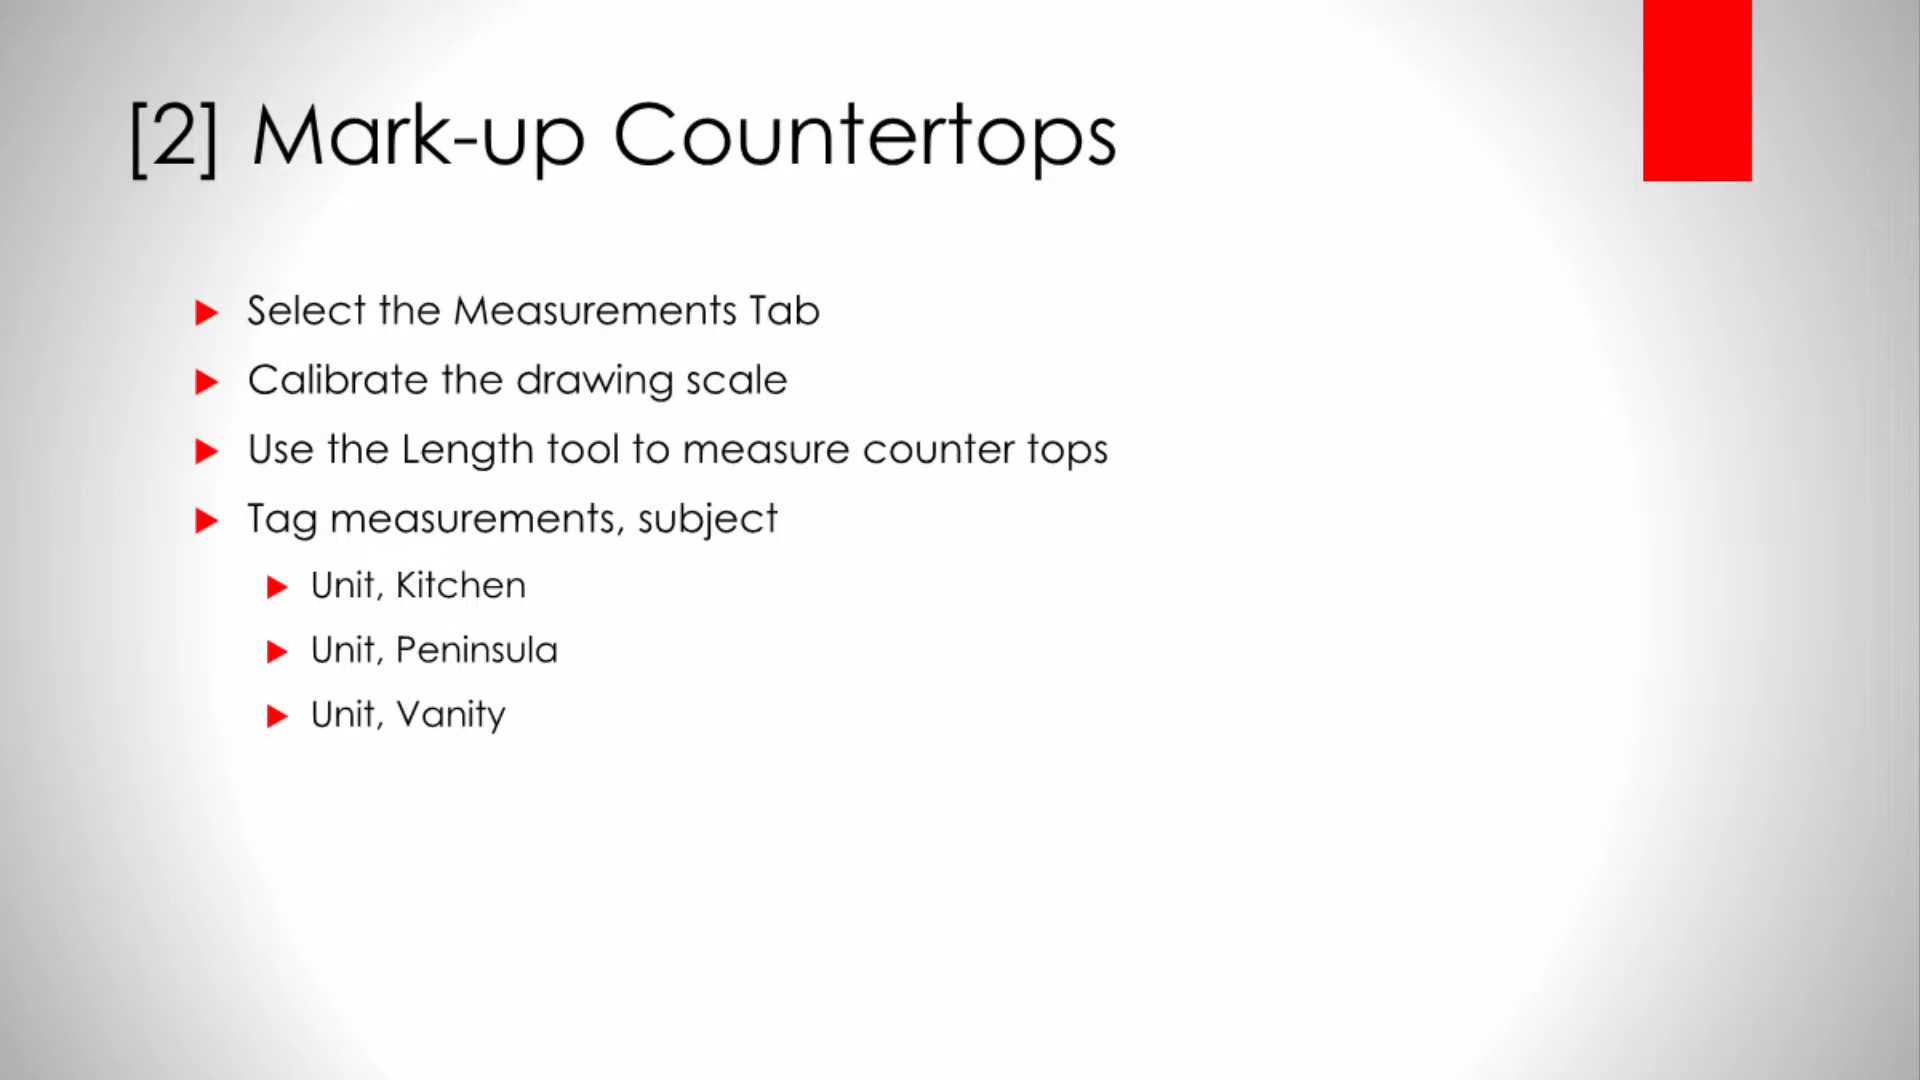 [2] Mark-up Countertops
Select the Measurements Tab
Calibrate the drawing scale
Use the Length tool to measure counter tops
Tag measurements, subject
Unit, Kitchen
Unit, Peninsula
Unit, Vanity